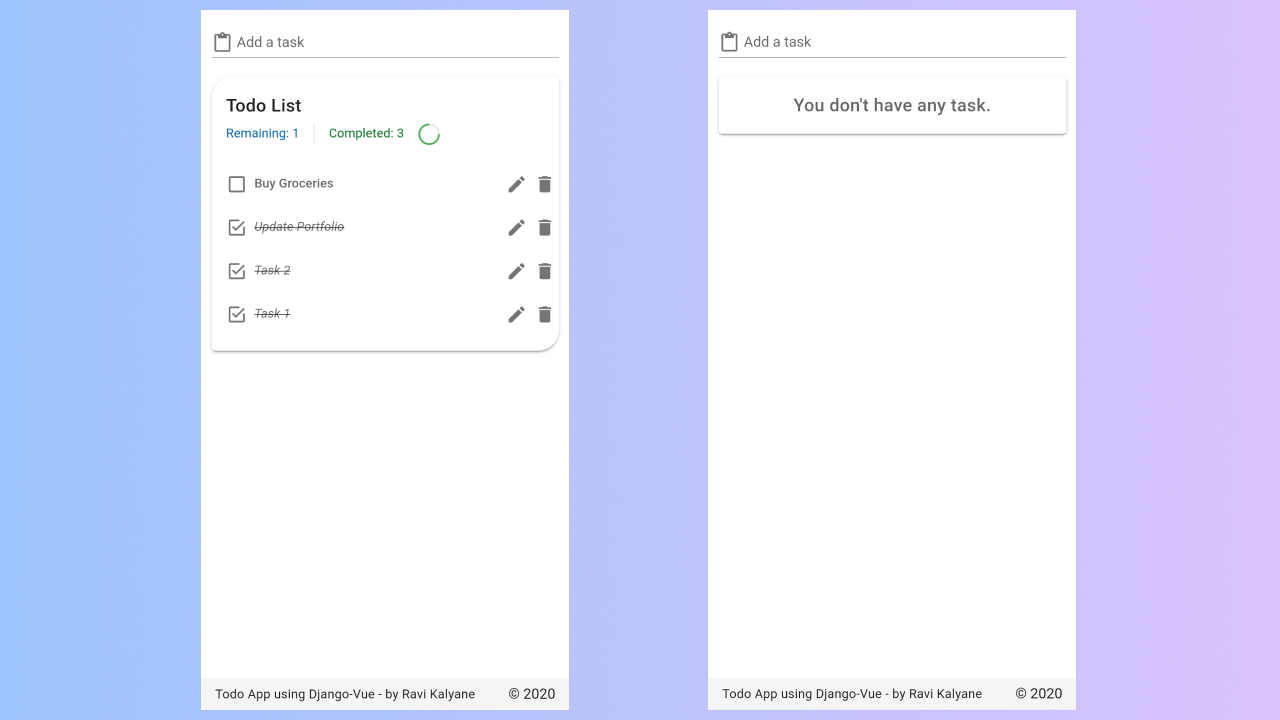 Add a task
Todo List
Remaining: 1
Completed: 3
Buy Groceries
Update Portfolio
Task 2
Task 1
Todo App using Django-Vue - by Ravi Kalyane
© 2020
Add a task
You don't have any task.
Todo App using Django-Vue - by Ravi Kalyane
© 2020